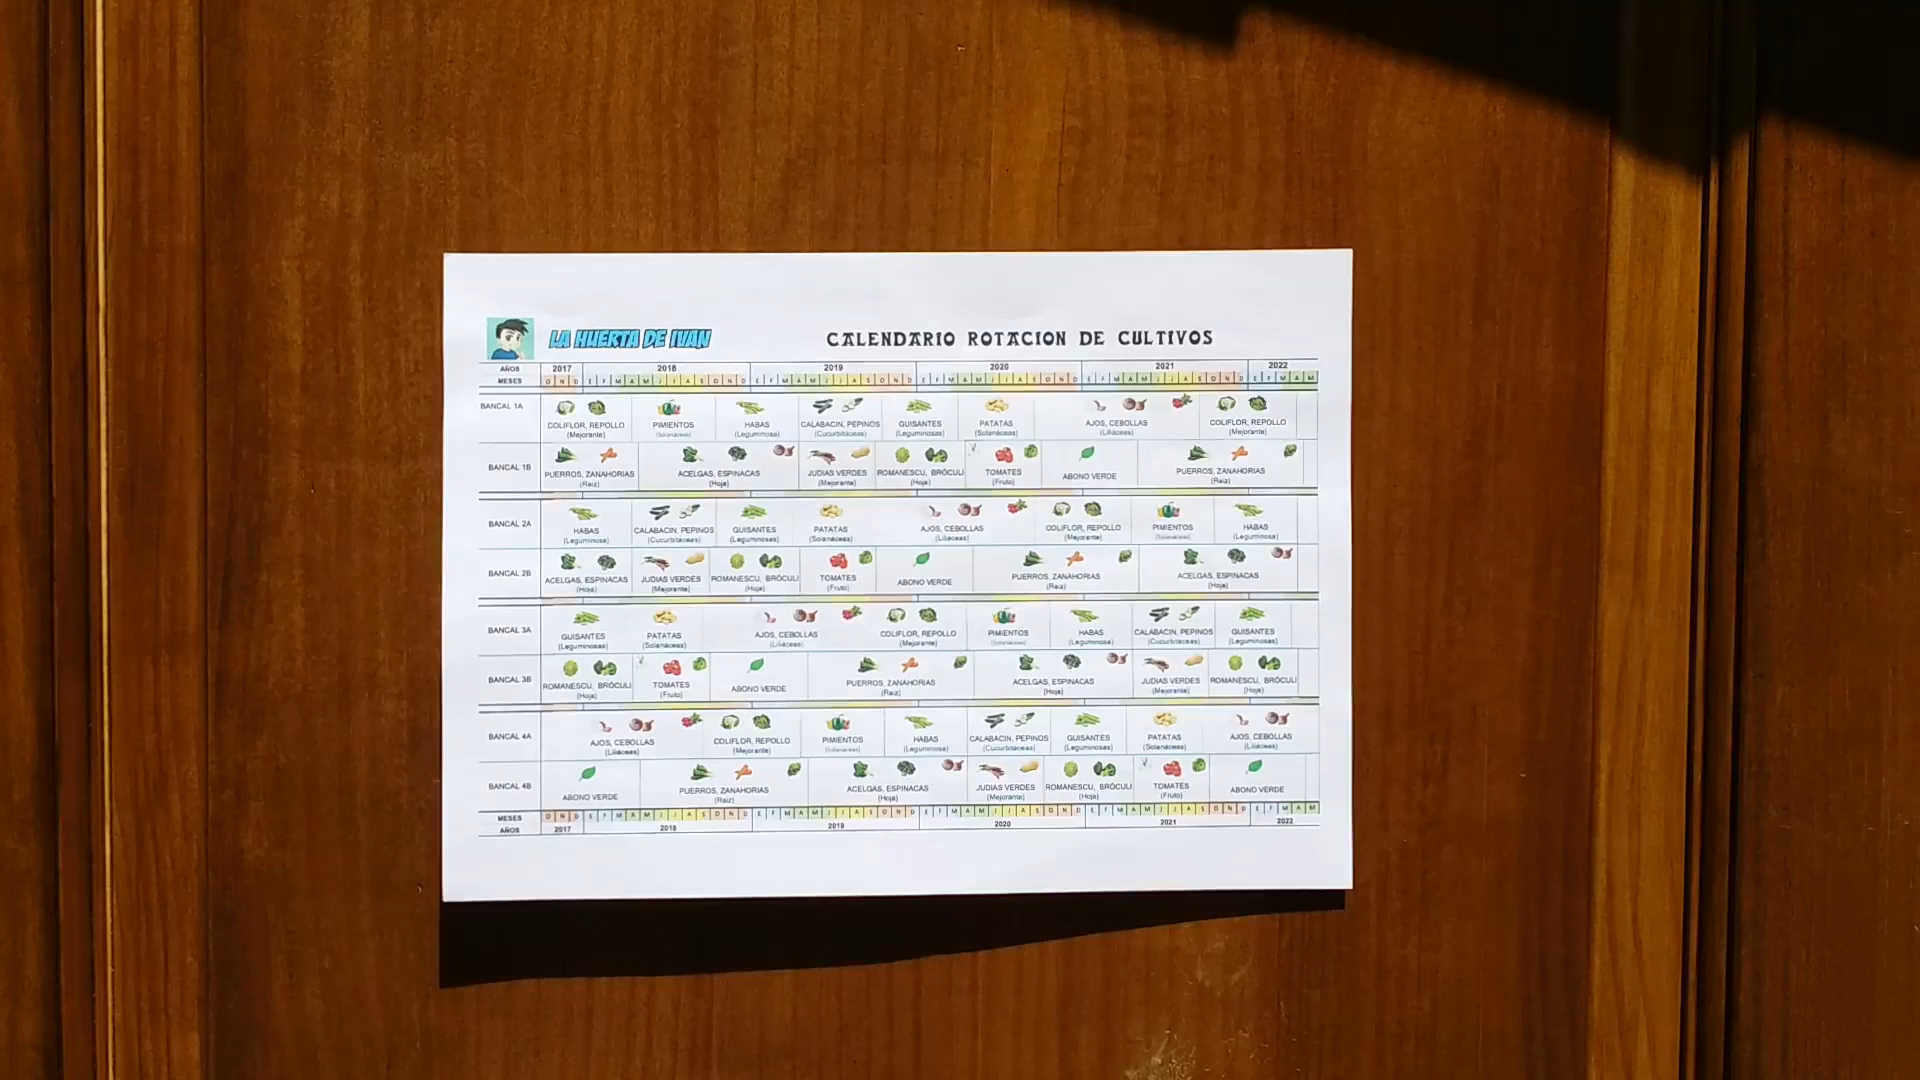 LA HUERTA DE IVAN
CALENDARIO ROTACION DE CULTIVOS
AÑOS 2017 2018 2019 2020 2021 2022
MESES O N D E F M A M J J A S O N D E F M A M J J A S O N D E F M A M J J A S O N D E F M A M J J A S O N D E F M A M
BANCAL 1A COLIFLOR, REPOLLO PIMIENTOS HABAS CALABACIN, PEPINOS GUISANTES PATATAS AJOS, CEBOLLAS COLIFLOR, REPOLLO
(Mejorante) (Solanáceas) (Leguminosa) (Cucurbitáceas) (Leguminosas) (Solanáceas) (Liliáceas) (Mejorante)
BANCAL 1B PUERROS, ZANAHORIAS ACELGAS, ESPINACAS JUDIAS VERDES ROMANESCU, BRÓCULI TOMATES ABONO VERDE PUERROS, ZANAHORIAS
(Raiz) (Hoja) (Mejorante) (Hoja) (Fruto) (Raiz)
BANCAL 2A HABAS CALABACIN, PEPINOS GUISANTES PATATAS AJOS, CEBOLLAS COLIFLOR, REPOLLO PIMIENTOS HABAS
(Leguminosa) (Cucurbitáceas) (Leguminosas) (Solanáceas) (Liliáceas) (Mejorante) (Solanáceas) (Leguminosa)
BANCAL 2B ACELGAS, ESPINACAS JUDIAS VERDES ROMANESCU, BRÓCULI TOMATES ABONO VERDE PUERROS, ZANAHORIAS ACELGAS, ESPINACAS
(Hoja) (Mejorante) (Hoja) (Fruto) (Raiz) (Hoja)
BANCAL 3A GUISANTES PATATAS AJOS, CEBOLLAS COLIFLOR, REPOLLO PIMIENTOS HABAS CALABACIN, PEPINOS GUISANTES
(Leguminosas) (Solanáceas) (Liliáceas) (Mejorante) (Solanáceas) (Leguminosa) (Cucurbitáceas) (Leguminosas)
BANCAL 3B ROMANESCU, BRÓCULI TOMATES ABONO VERDE PUERROS, ZANAHORIAS ACELGAS, ESPINACAS JUDIAS VERDES ROMANESCU, BRÓCULI
(Hoja) (Fruto) (Raiz) (Hoja) (Mejorante) (Hoja)
BANCAL 4A AJOS, CEBOLLAS COLIFLOR, REPOLLO PIMIENTOS HABAS CALABACIN, PEPINOS GUISANTES PATATAS AJOS, CEBOLLAS
(Liliáceas) (Mejorante) (Solanáceas) (Leguminosa) (Cucurbitáceas) (Leguminosas) (Solanáceas) (Liliáceas)
BANCAL 4B ABONO VERDE PUERROS, ZANAHORIAS ACELGAS, ESPINACAS JUDIAS VERDES ROMANESCU, BRÓCULI TOMATES ABONO VERDE
(Raiz) (Hoja) (Mejorante) (Hoja) (Fruto)
MESES O N D E F M A M J J A S O N D E F M A M J J A S O N D E F M A M J J A S O N D E F M A M J J A S O N D E F M A M
AÑOS 2017 2018 2019 2020 2021 2022